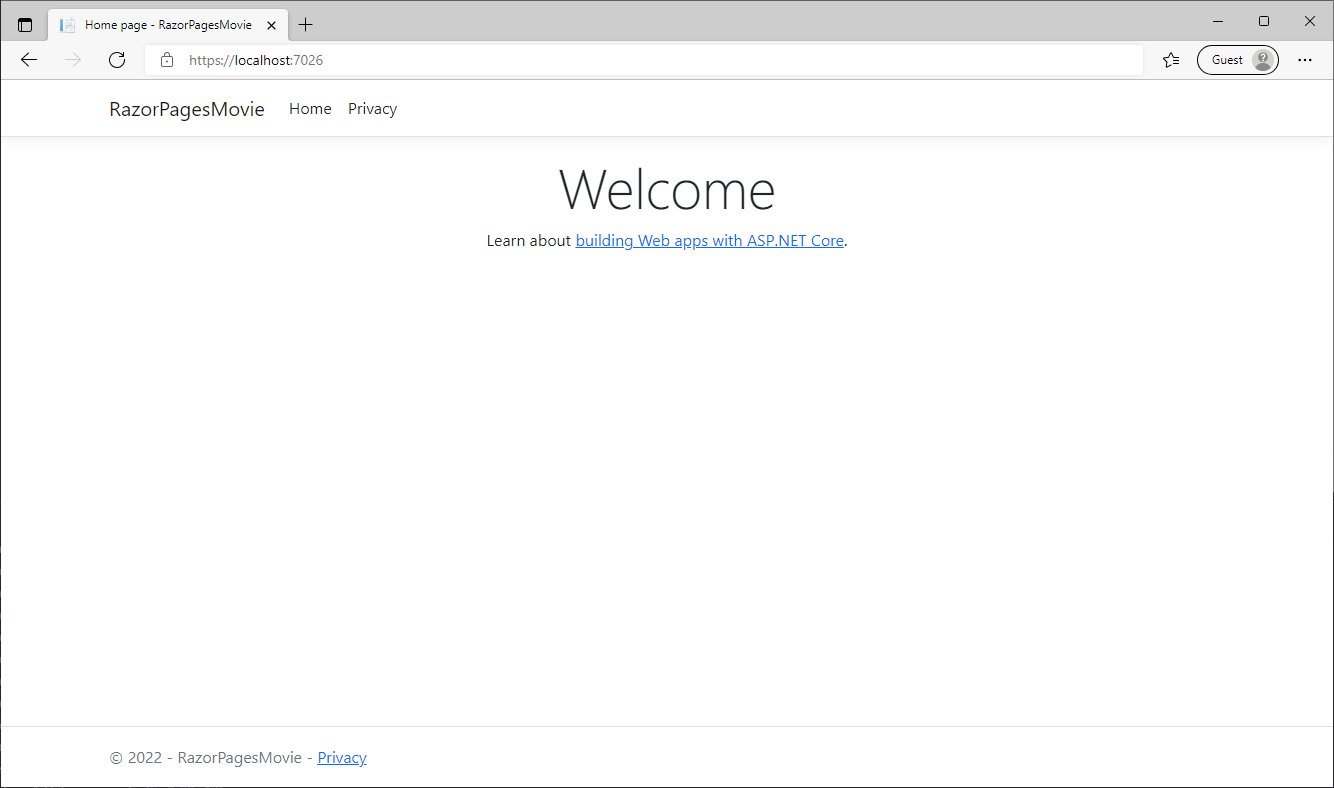 Home page - RazorPagesMovie
https://localhost:7026
Guest
RazorPagesMovie Home Privacy
Welcome
Learn about building Web apps with ASP.NET Core.
© 2022 - RazorPagesMovie - Privacy